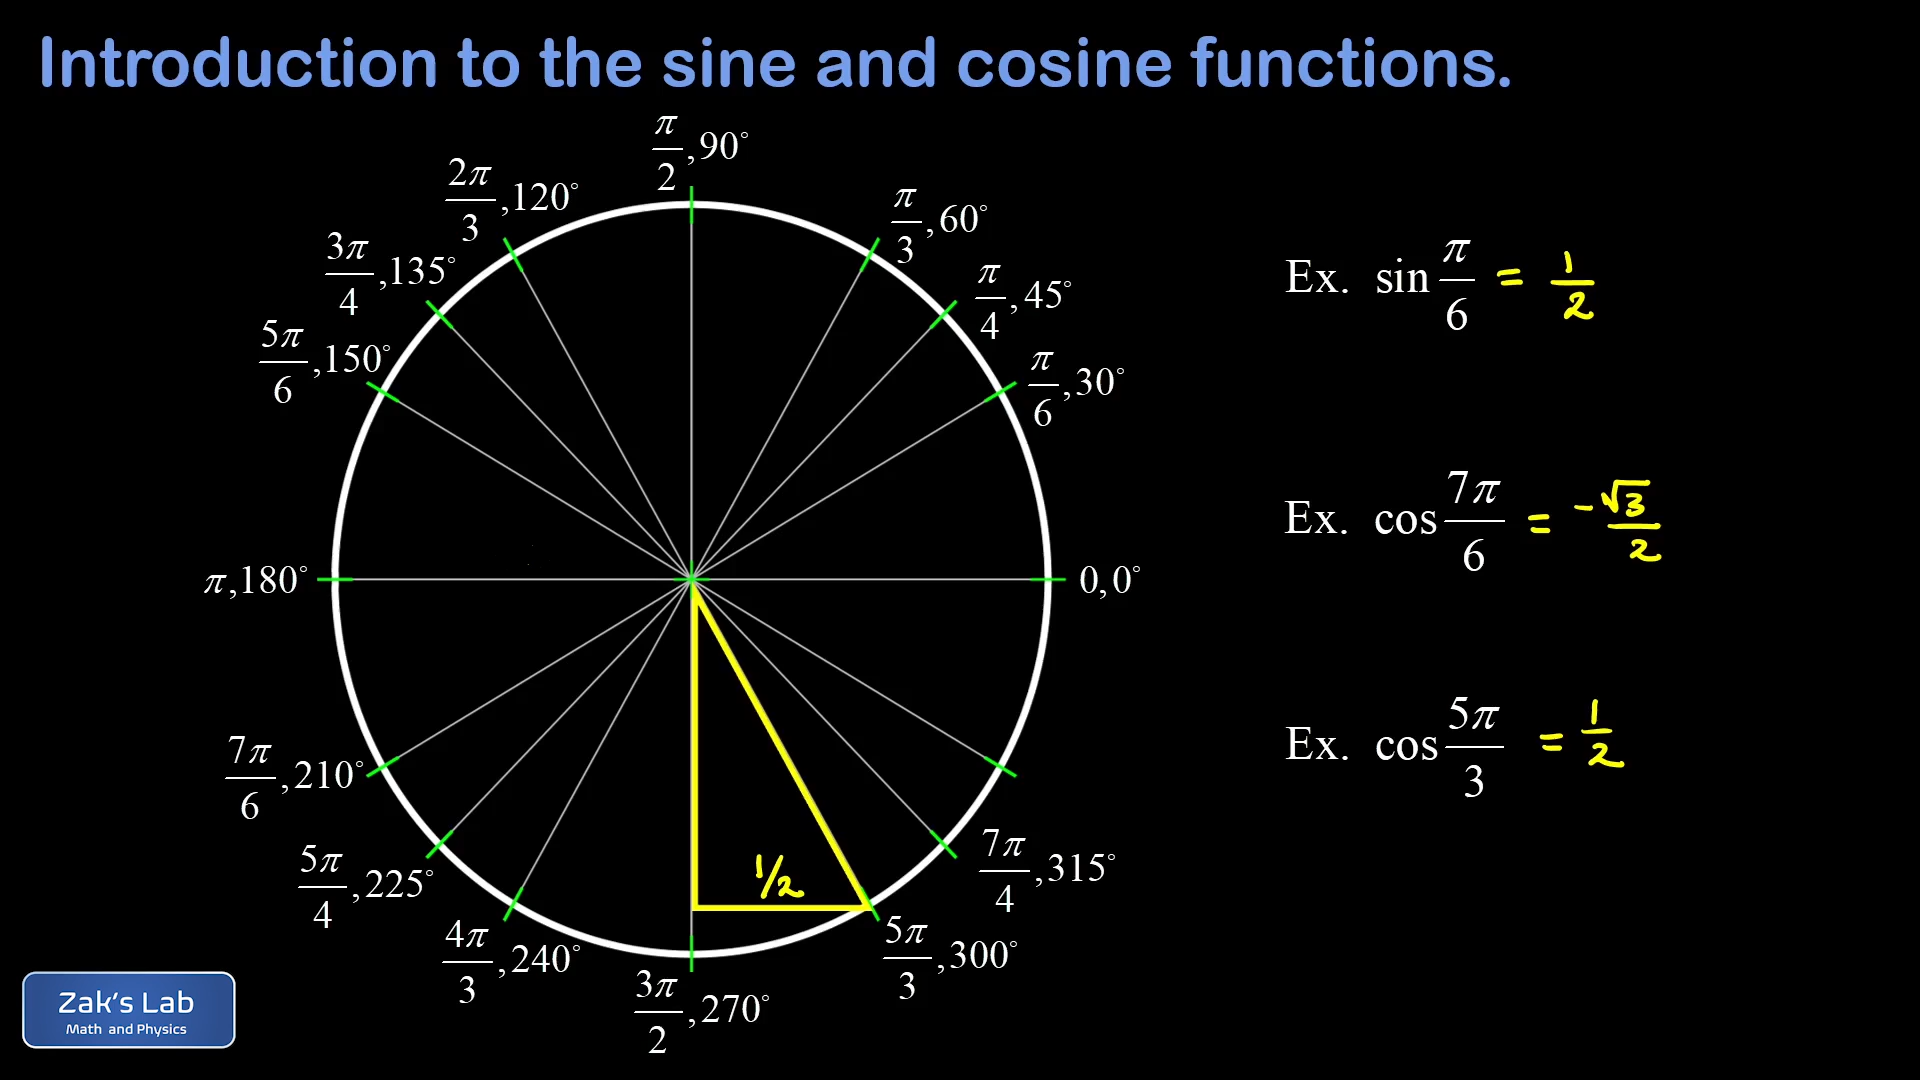 Introduction to the sine and cosine functions.
π/2, 90°
2π/3, 120°
π/3, 60°
3π/4, 135°
π/4, 45°
5π/6, 150°
π/6, 30°
π, 180°
0, 0°
7π/6, 210°
7π/4, 315°
5π/4, 225°
1/2
4π/3, 240°
5π/3, 300°
3π/2, 270°
Ex. sin π/6 = 1/2
Ex. cos 7π/6 = -√3/2
Ex. cos 5π/3 = 1/2
Zak's Lab
Math and Physics